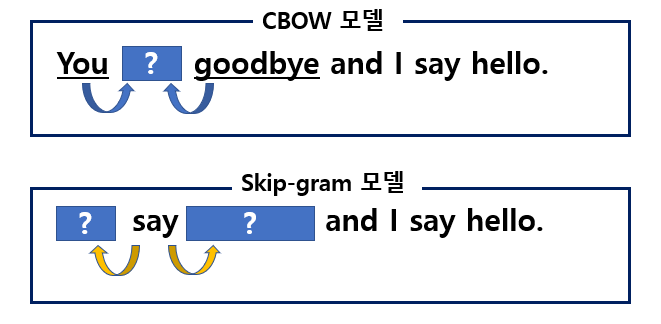 CBOW 모델
You ? goodbye and I say hello.
Skip-gram 모델
? say ? and I say hello.